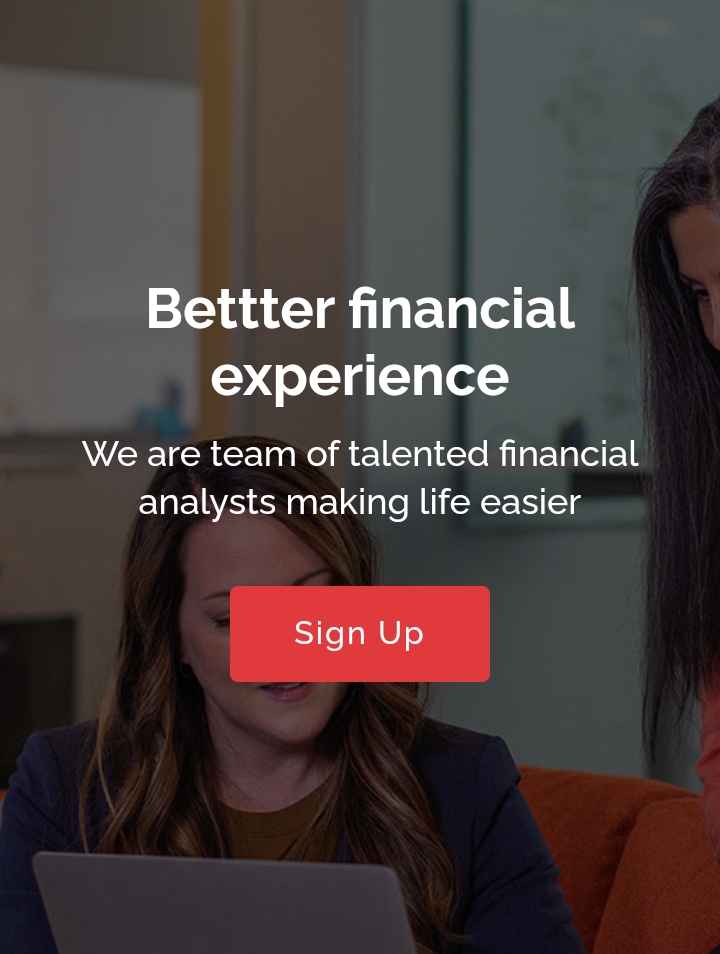 Bettter financial
experience
We are team of talented financial
analysts making life easier
Sign Up